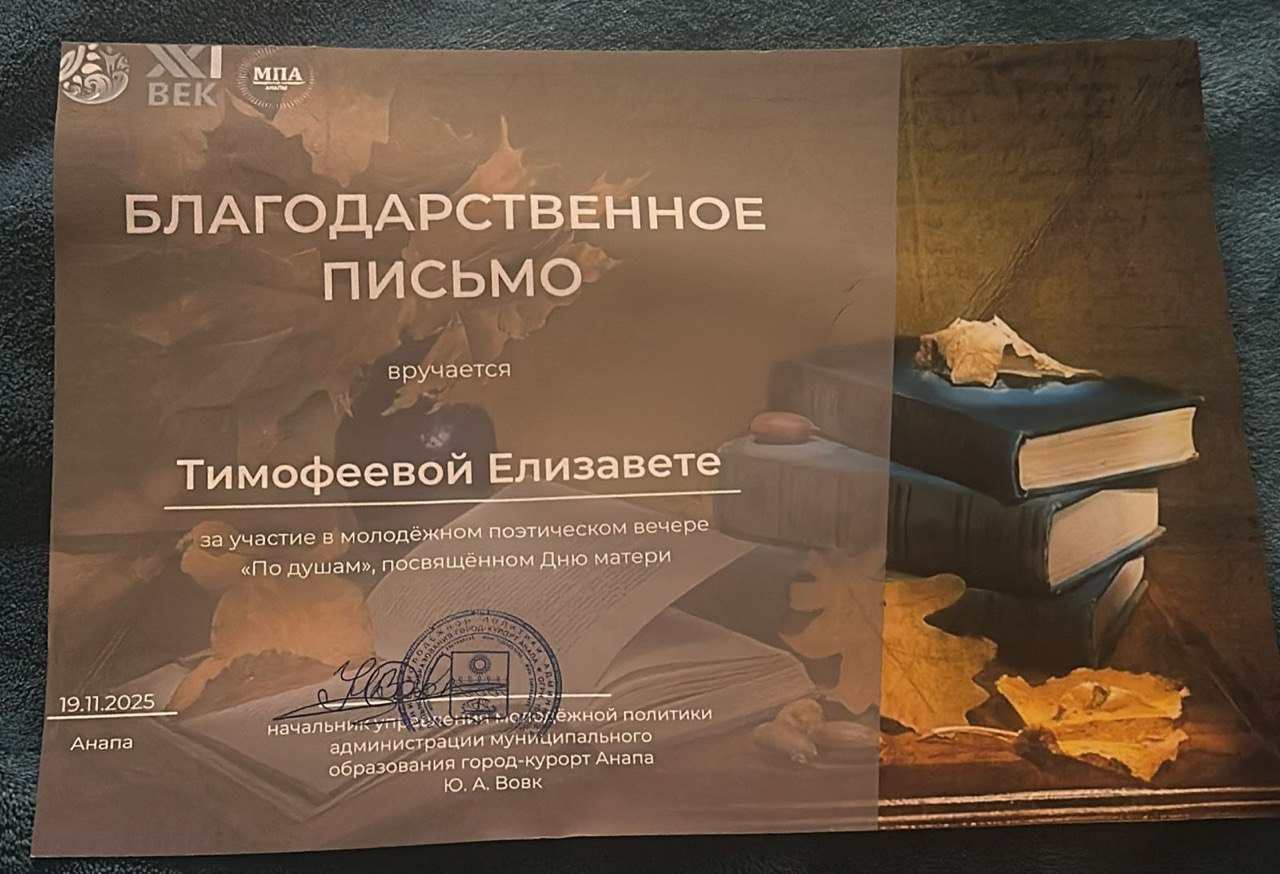 XXI
ВЕК
МПА
АНАПЫ
БЛАГОДАРСТВЕННОЕ
ПИСЬМО
вручается
Тимофеевой Елизавете
за участие в молодёжном поэтическом вечере
«По душам», посвящённом Дню матери
19.11.2025
Анапа
начальник управления молодёжной политики
администрации муниципального
образования город-курорт Анапа
Ю. А. Вовк